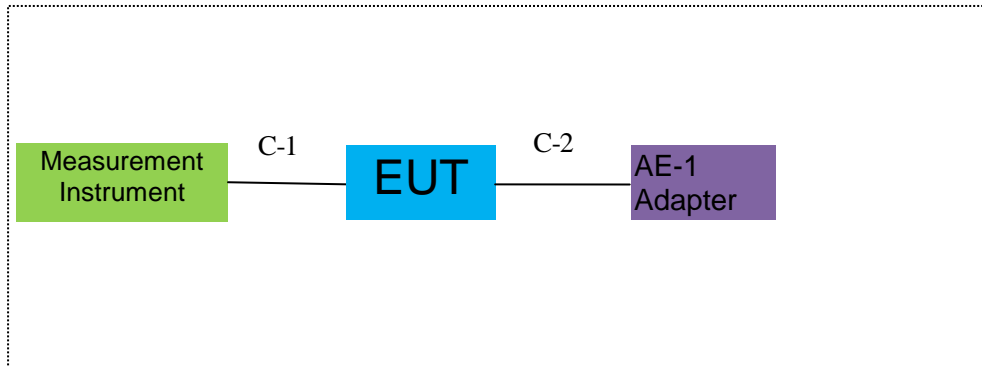 C-1
C-2
Measurement
Instrument
EUT
AE-1
Adapter